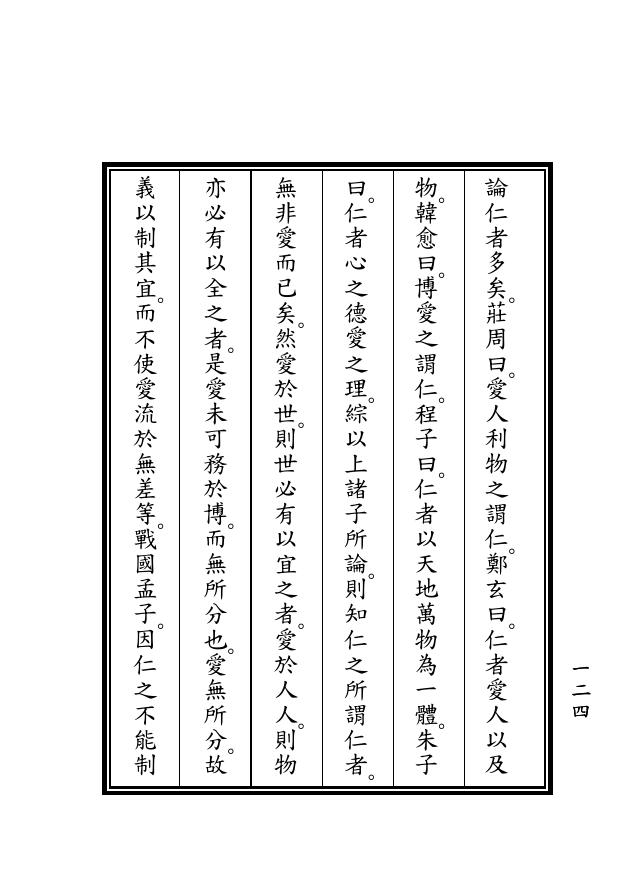 論仁者多矣。莊周曰。愛人利物之謂仁。鄭玄曰。仁者愛人以及
物。韓愈曰。博愛之謂仁。程子曰。仁者以天地萬物為一體。朱子
曰。仁者心之德愛之理。綜以上諸子所論。則知仁之所謂仁者。
無非愛而已矣。然愛於世。則世必有以宜之者。愛於人人。則物
亦必有以全之者。是愛未可務於博。而無所分也。愛無所分。故
義以制其宜。而不使愛流於無差等。戰國孟子。因仁之不能制
一二四